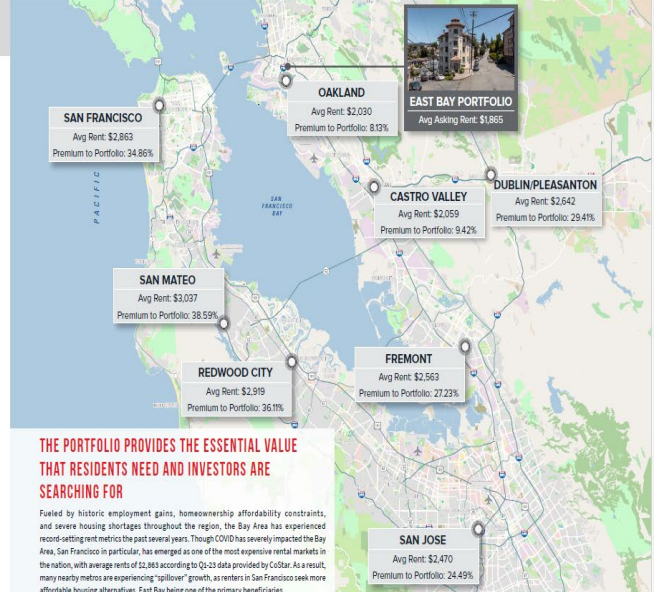 EAST BAY PORTFOLIO
Avg Asking Rent: $1,865
OAKLAND
Avg Rent: $2,030
Premium to Portfolio: 8.13%
SAN FRANCISCO
Avg Rent: $2,863
Premium to Portfolio: 34.86%
PACIFIC
SAN
FRANCISCO
BAY
CASTRO VALLEY
Avg Rent: $2,059
Premium to Portfolio: 9.42%
DUBLIN/PLEASANTON
Avg Rent: $2,642
Premium to Portfolio: 29.41%
SAN MATEO
Avg Rent: $3,037
Premium to Portfolio: 38.59%
REDWOOD CITY
Avg Rent: $2,919
Premium to Portfolio: 36.11%
FREMONT
Avg Rent: $2,563
Premium to Portfolio: 27.23%
THE PORTFOLIO PROVIDES THE ESSENTIAL VALUE
THAT RESIDENTS NEED AND INVESTORS ARE
SEARCHING FOR
Fueled by historic employment gains, homeownership affordability constraints,
and severe housing shortages throughout the region, the Bay Area has experienced
record-setting rent metrics the past several years. Though COVID has severely impacted the Bay
Area, San Francisco in particular, has emerged as one of the most expensive rental markets in
the nation, with average rents of $2,863 according to Q1-23 data provided by CoStar. As a result,
many nearby metros are experiencing "spillover" growth, as renters in San Francisco seek more
affordable housing alternatives, East Bay being one of the primary beneficiaries.
SAN JOSE
Avg Rent: $2,470
Premium to Portfolio: 24.49%